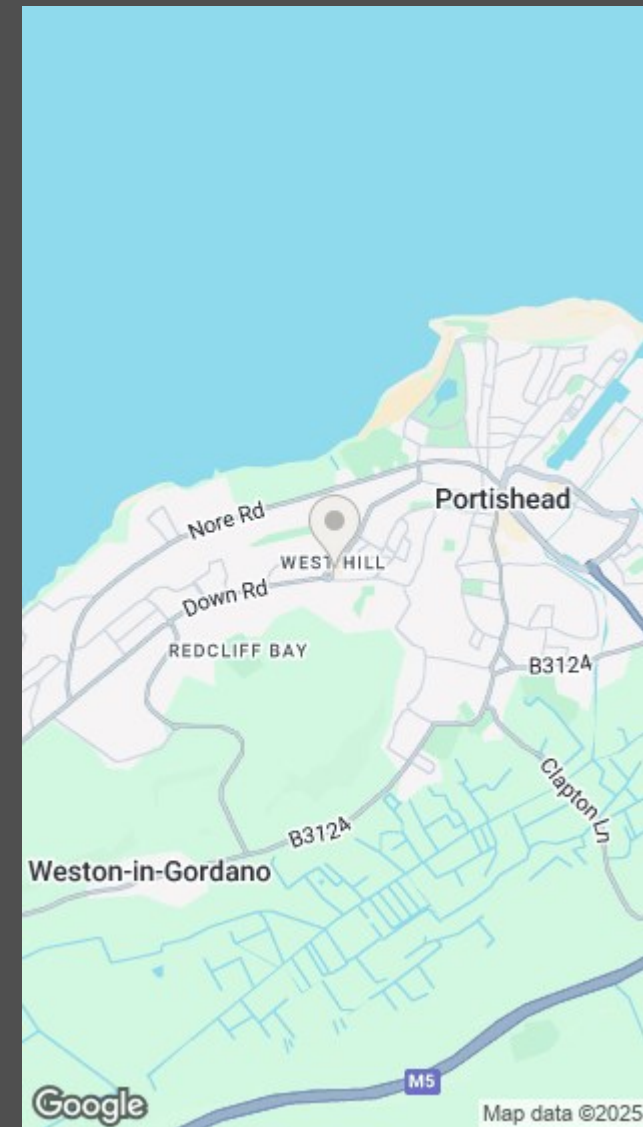 Portishead
Nore Rd
WEST HILL
Down Rd
REDCLIFF BAY
B3124
Clapton Ln
B3124
Weston-in-Gordano
M5
Google
Map data ©2025